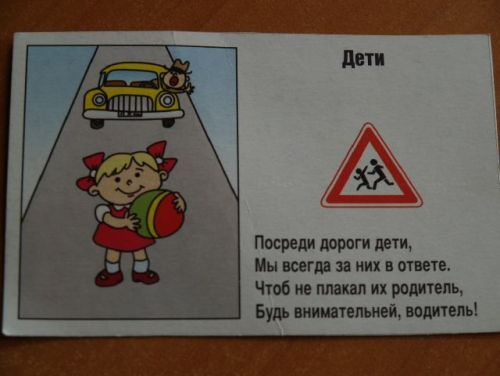 Дети
Посреди дороги дети,
Мы всегда за них в ответе.
Чтоб не плакал их родитель,
Будь внимательней, водитель!